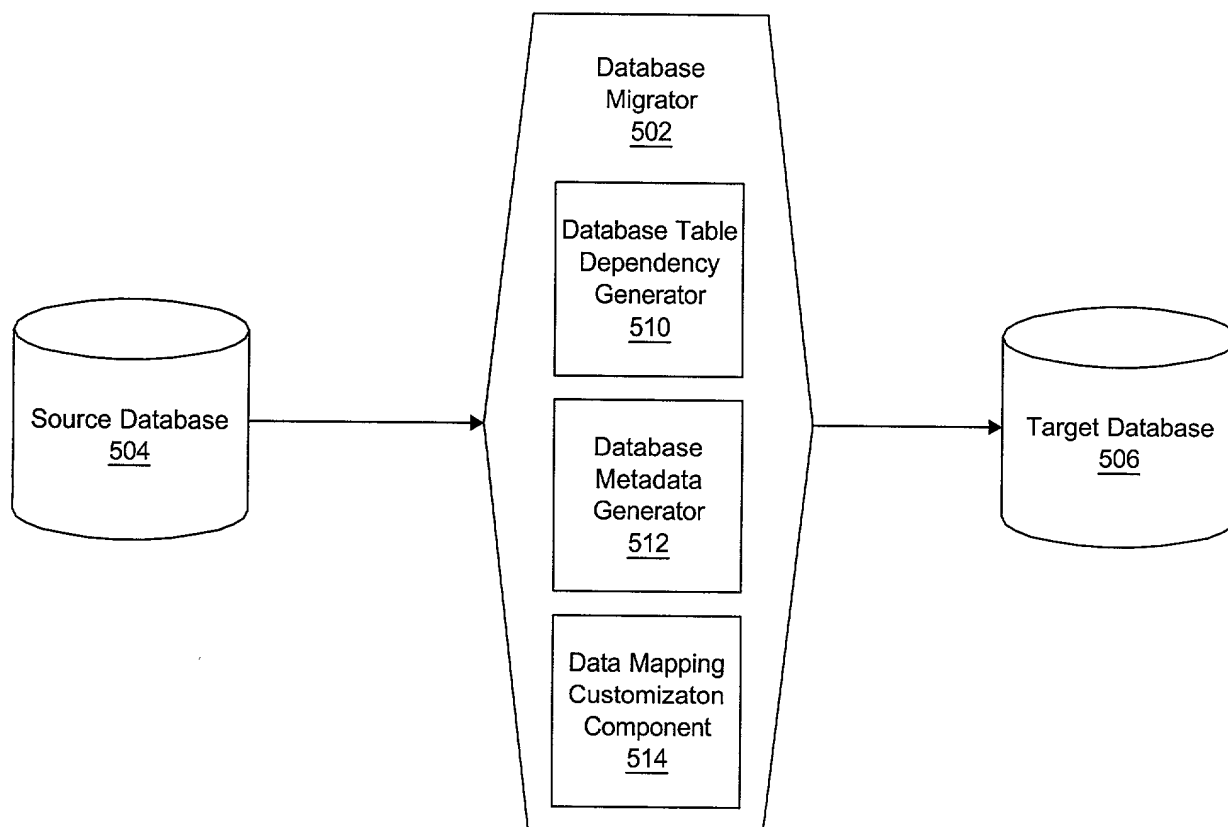 Database
Migrator
502
Database Table
Dependency
Generator
510
Source Database
504
Database
Metadata
Generator
512
Target Database
506
Data Mapping
Customizaton
Component
514